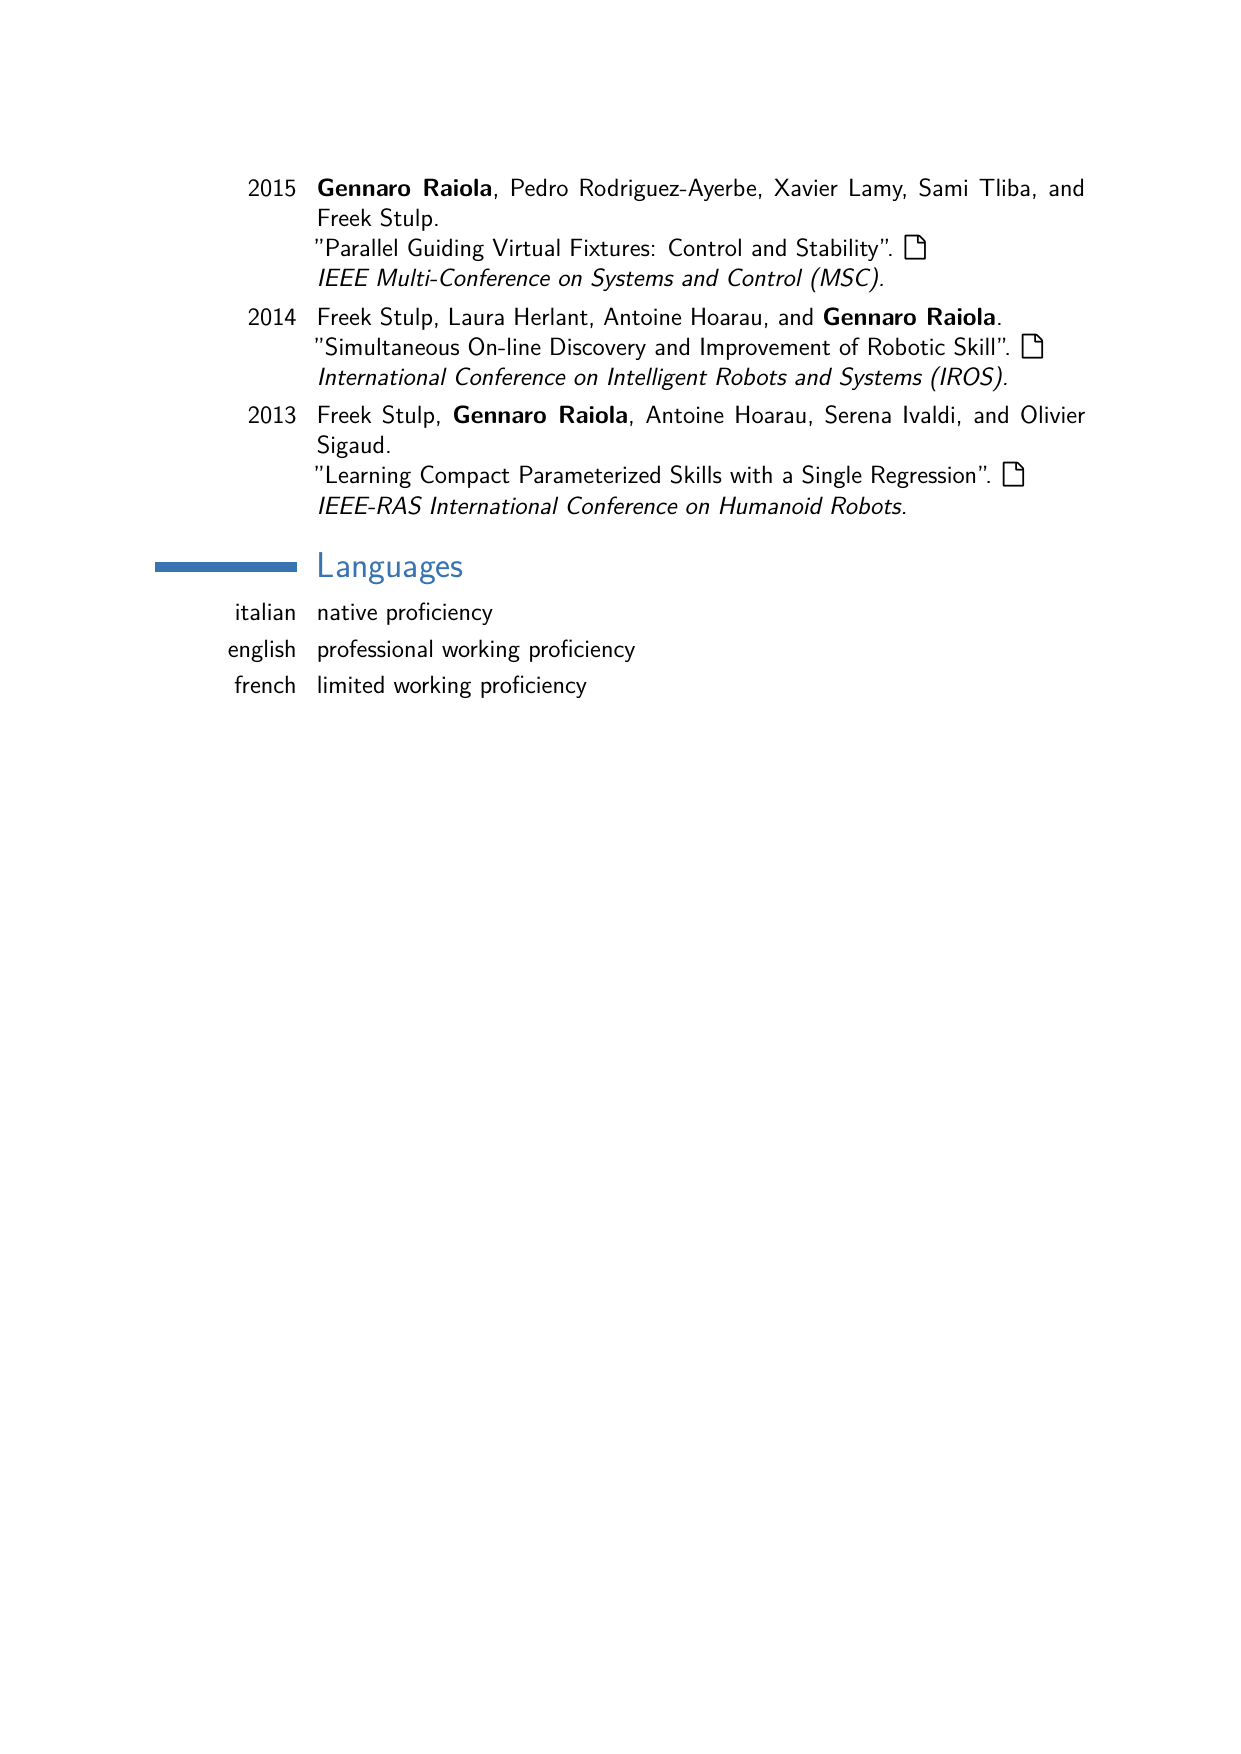 2015 Gennaro Raiola, Pedro Rodriguez-Ayerbe, Xavier Lamy, Sami Tliba, and
Freek Stulp.
”Parallel Guiding Virtual Fixtures: Control and Stability”.
IEEE Multi-Conference on Systems and Control (MSC).
2014 Freek Stulp, Laura Herlant, Antoine Hoarau, and Gennaro Raiola.
”Simultaneous On-line Discovery and Improvement of Robotic Skill”.
International Conference on Intelligent Robots and Systems (IROS).
2013 Freek Stulp, Gennaro Raiola, Antoine Hoarau, Serena Ivaldi, and Olivier
Sigaud.
”Learning Compact Parameterized Skills with a Single Regression”.
IEEE-RAS International Conference on Humanoid Robots.
Languages
italian native proficiency
english professional working proficiency
french limited working proficiency